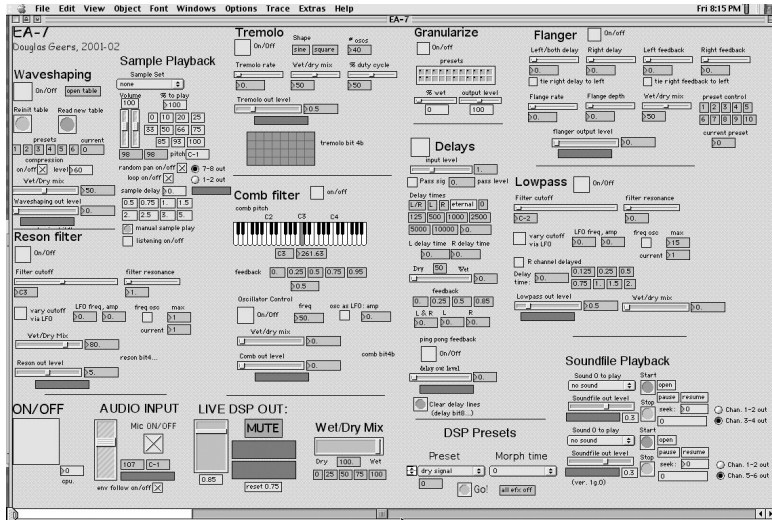 File Edit View Object Font Windows Options Trace Extras Help
Fri 8:15 PM
EA-7
EA-7
Douglas Geers, 2001-02
Waveshaping
On/Off
open table
Reinit table
Read new table
presets
current
1 2 3 4 5 6 0
compression
on/off
level
60
Wet/Dry mix
50.
Waveshaping out level
0.
Sample Playback
Sample Set
none
Volume
100
% to play
100
0 10 20 25
33 50 66 75
85 93 100
98 98
pitch C-1
random pan on/off
loop on/off
7-8 out
1-2 out
sample delay
0.
0.5 0.75 1. 1.5
2. 2.5 3. 5.
manual sample play
listening on/off
Reson filter
On/Off
Filter cutoff
filter resonance
C3
1.
vary cutoff
via LFO
LFO freq, amp
0. 0.
freq osc
max
1
current
1
Wet/Dry Mix
80.
reson bit4...
Reson out level
5.
Tremolo
On/Off
Shape
sine square
# oscs
40
Tremolo rate
Wet/dry mix
% duty cycle
0.
50
50
Tremolo out level
0.5
tremolo bit 4b
Comb filter
on/off
comb pitch
C2 C3 C4
C3
261.63
feedback
0. 0.25 0.5 0.75 0.95
0.5
Oscillator Control
On/Off
freq
50
osc as LFO: amp
0.
Wet/dry mix
0.
Comb out level
0.
comb bit4b
Granularize
On/off
presets
% wet
output level
0
100
Delays
input level
1.
Pass sig
0.
pass level
Delay times
L/R L R eternal 0
125 500 1000 2500
5000 10000 0.
L delay time R delay time
0. 0.
Dry 50 Wet
0.
feedback
0. 0.25 0.5 0.85
L & R L R
0. 0. 0.
ping pong feedback
On/Off
delay out level
0.
Clear delay lines
(delay bit8...)
Flanger
On/off
Left/both delay
Right delay
Left feedback
Right feedback
0. 0. 0. 0.
tie right delay to left
tie right feedback to left
Flange rate
Flange depth
Wet/dry mix
preset control
0. 0. 50
1 2 3 4 5
6 7 8 9 10
flanger output level
0.
current preset
0
Lowpass
On/Off
Filter cutoff
filter resonance
C-2
0.
vary cutoff
via LFO
LFO freq, amp
0. 0.
freq osc
max
15
current
1
R channel delayed
Delay
time:
0.
0.125 0.25 0.5
0.75 1. 1.5 2.
Lowpass out level
0.5
Wet/dry mix
0.
Soundfile Playback
Sound 0 to play
no sound
Start
open
pause resume
Soundfile out level
0.3
Stop
seek: 0
0
Chan. 1-2 out
Chan. 3-4 out
Sound 0 to play
no sound
Start
open
pause resume
Soundfile out level
0.3
Stop
seek: 0
0
Chan. 1-2 out
Chan. 5-6 out
(ver. 1g.0)
ON/OFF
0
cpu.
AUDIO INPUT
Mic ON/OFF
107 C-1
env follow on/off
LIVE DSP OUT:
MUTE
0.85
reset 0.75
Wet/Dry Mix
Dry 100. Wet
0 25 50 75 100
DSP Presets
Preset
Morph time
dry signal
0
0
Go!
all efx off